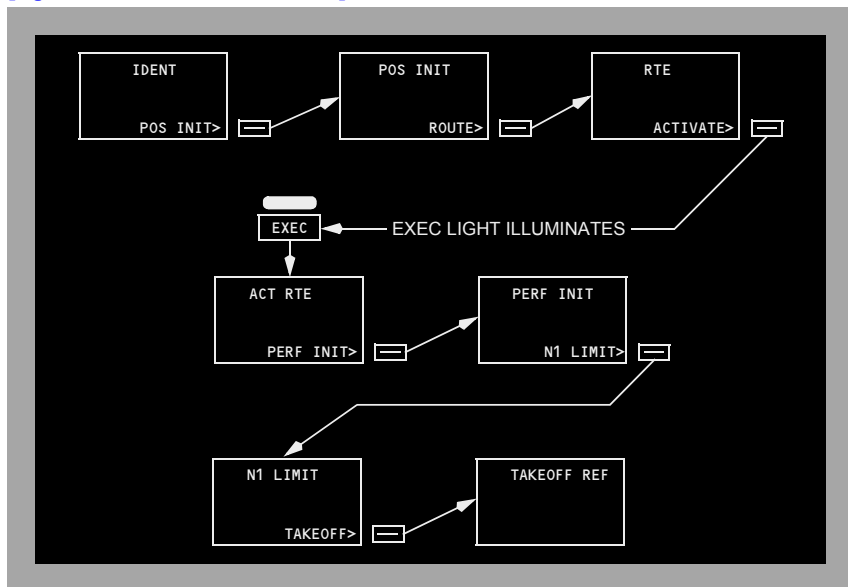 IDENT
POS INIT>
POS INIT
ROUTE>
RTE
ACTIVATE>
EXEC
EXEC LIGHT ILLUMINATES
ACT RTE
PERF INIT>
PERF INIT
N1 LIMIT>
N1 LIMIT
TAKEOFF>
TAKEOFF REF